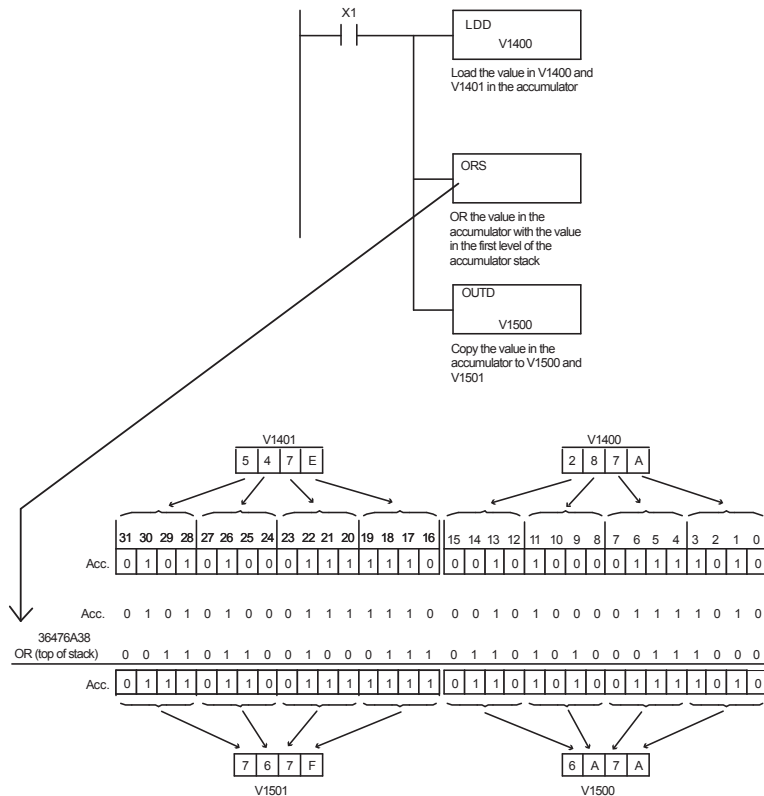 X1
LDD
V1400
Load the value in V1400 and
V1401 in the accumulator
ORS
OR the value in the
accumulator with the value
in the first level of the
accumulator stack
OUTD
V1500
Copy the value in the
accumulator to V1500 and
V1501
V1401 V1400
5 4 7 E 2 8 7 A
31 30 29 28 27 26 25 24 23 22 21 20 19 18 17 16 15 14 13 12 11 10 9 8 7 6 5 4 3 2 1 0
Acc. 0 1 0 1 0 1 0 0 0 1 1 1 1 1 1 0 0 0 1 0 1 0 0 0 0 1 1 1 1 0 1 0
Acc. 0 1 0 1 0 1 0 0 0 1 1 1 1 1 1 0 0 0 1 0 1 0 0 0 0 1 1 1 1 0 1 0
36476A38
OR (top of stack) 0 0 1 1 0 1 1 0 0 1 0 0 0 1 1 1 0 1 1 0 1 0 1 0 0 0 1 1 1 0 0 0
Acc. 0 1 1 1 0 1 1 0 0 1 1 1 1 1 1 1 0 1 1 0 1 0 1 0 0 1 1 1 1 0 1 0
7 6 7 F 6 A 7 A
V1501 V1500